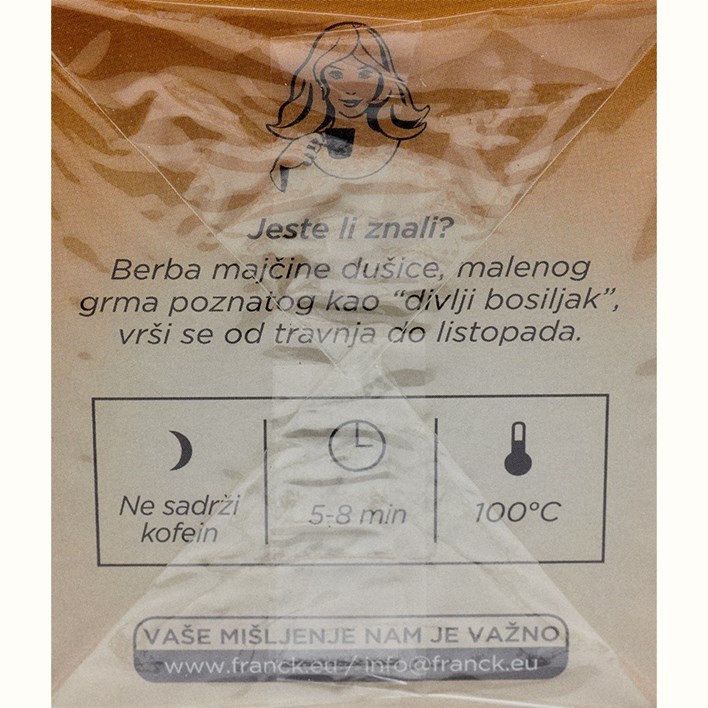 Jeste li znali?
Berba majčine dušice, malenog
grma poznatog kao “divlji bosiljak”,
vrši se od travnja do listopada.
Ne sadrži
kofein
5-8 min
100°C
VAŠE MIŠLJENJE NAM JE VAŽNO
www.franck.eu / info@franck.eu